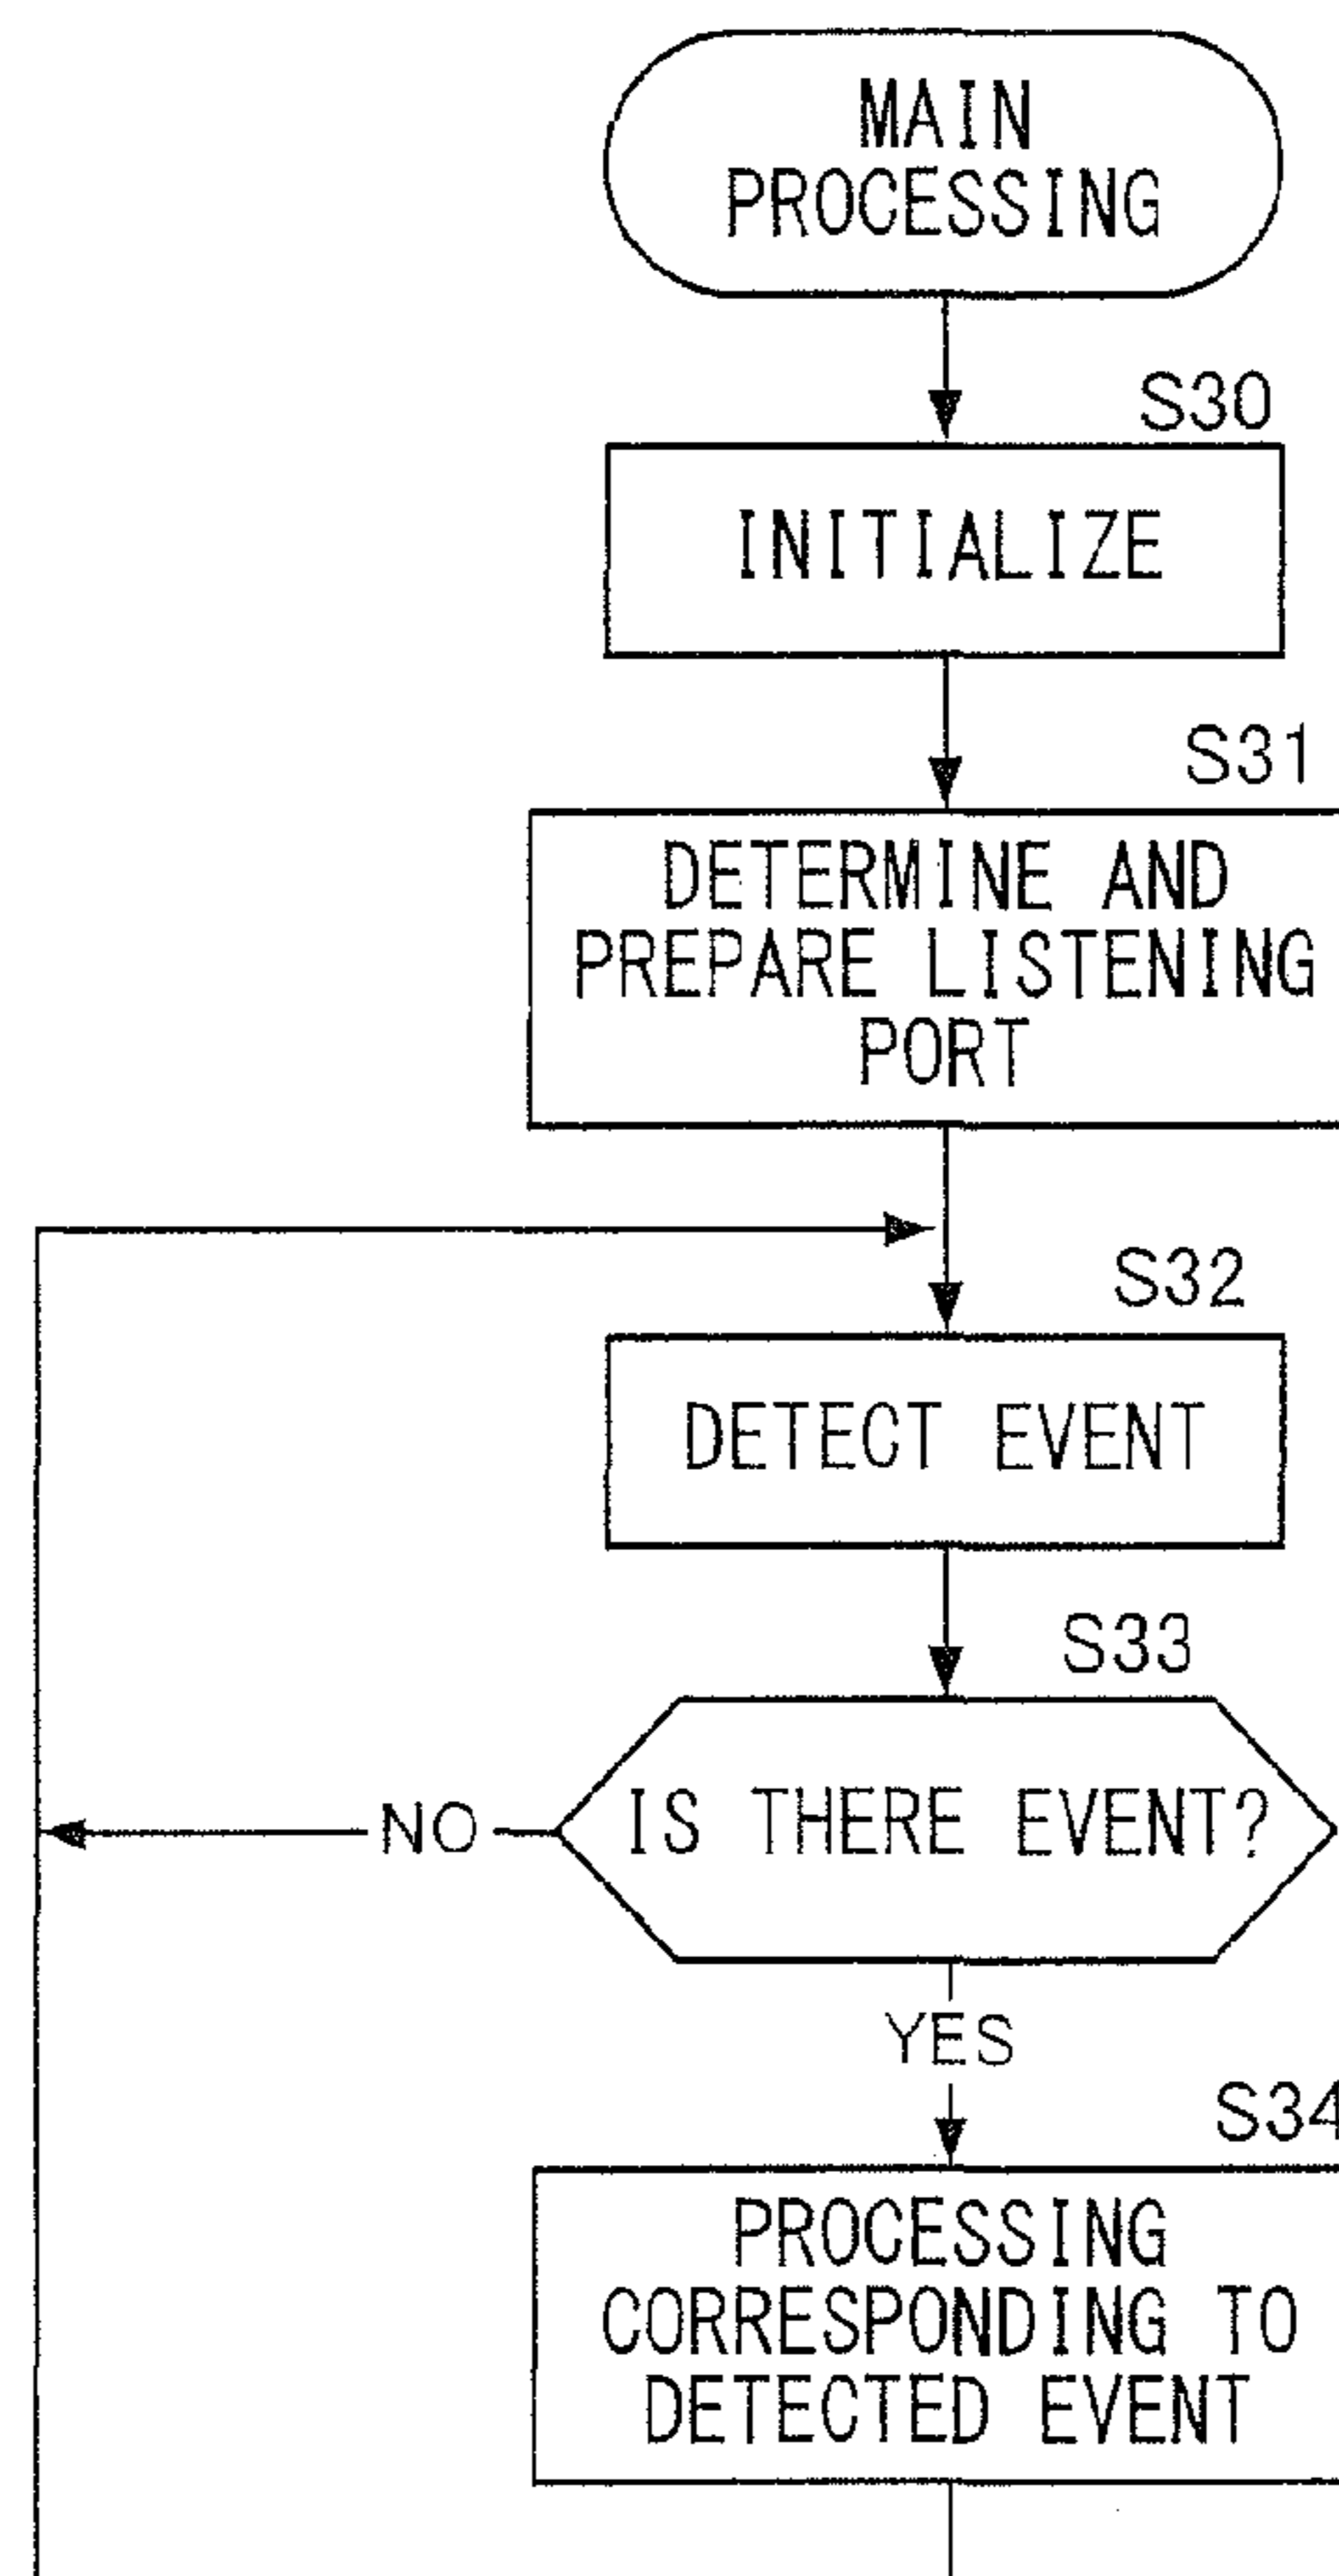 MAIN
PROCESSING
S30
INITIALIZE
S31
DETERMINE AND
PREPARE LISTENING
PORT
S32
DETECT EVENT
S33
NO
IS THERE EVENT?
YES
S34
PROCESSING
CORRESPONDING TO
DETECTED EVENT